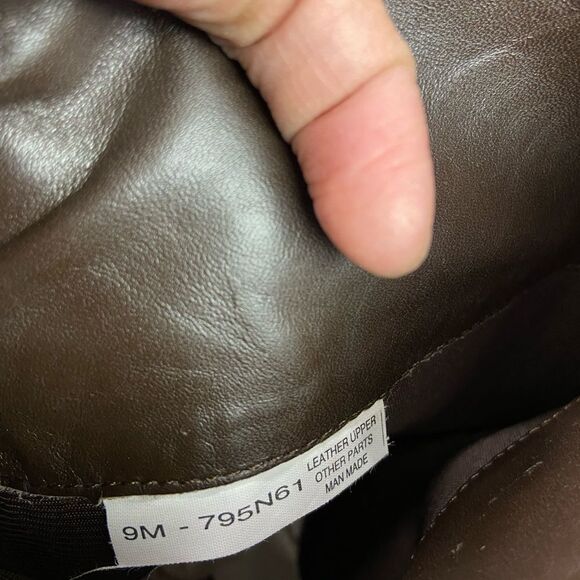 9M - 795N61
LEATHER UPPER
OTHER PARTS
MAN MADE